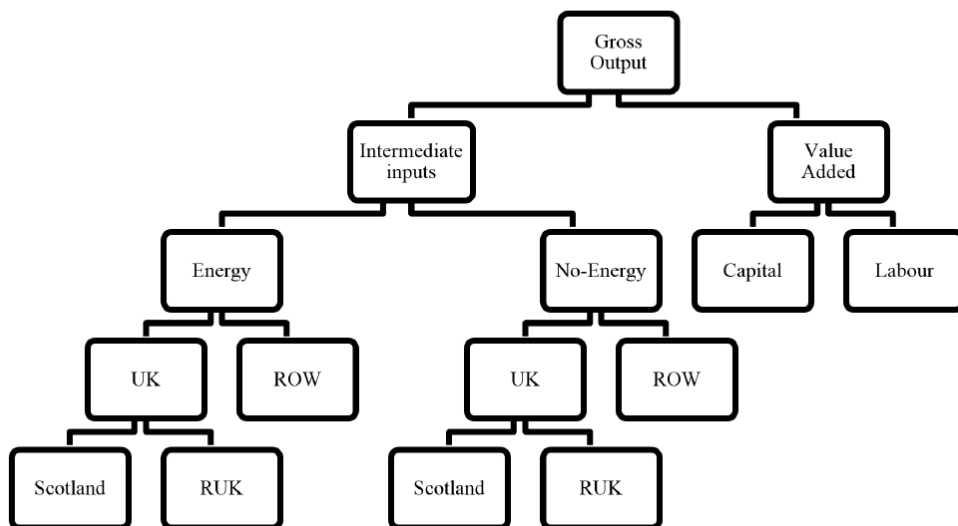 Gross
Output
Intermediate
inputs
Value
Added
Energy
No-Energy
Capital
Labour
UK
ROW
UK
ROW
Scotland
RUK
Scotland
RUK